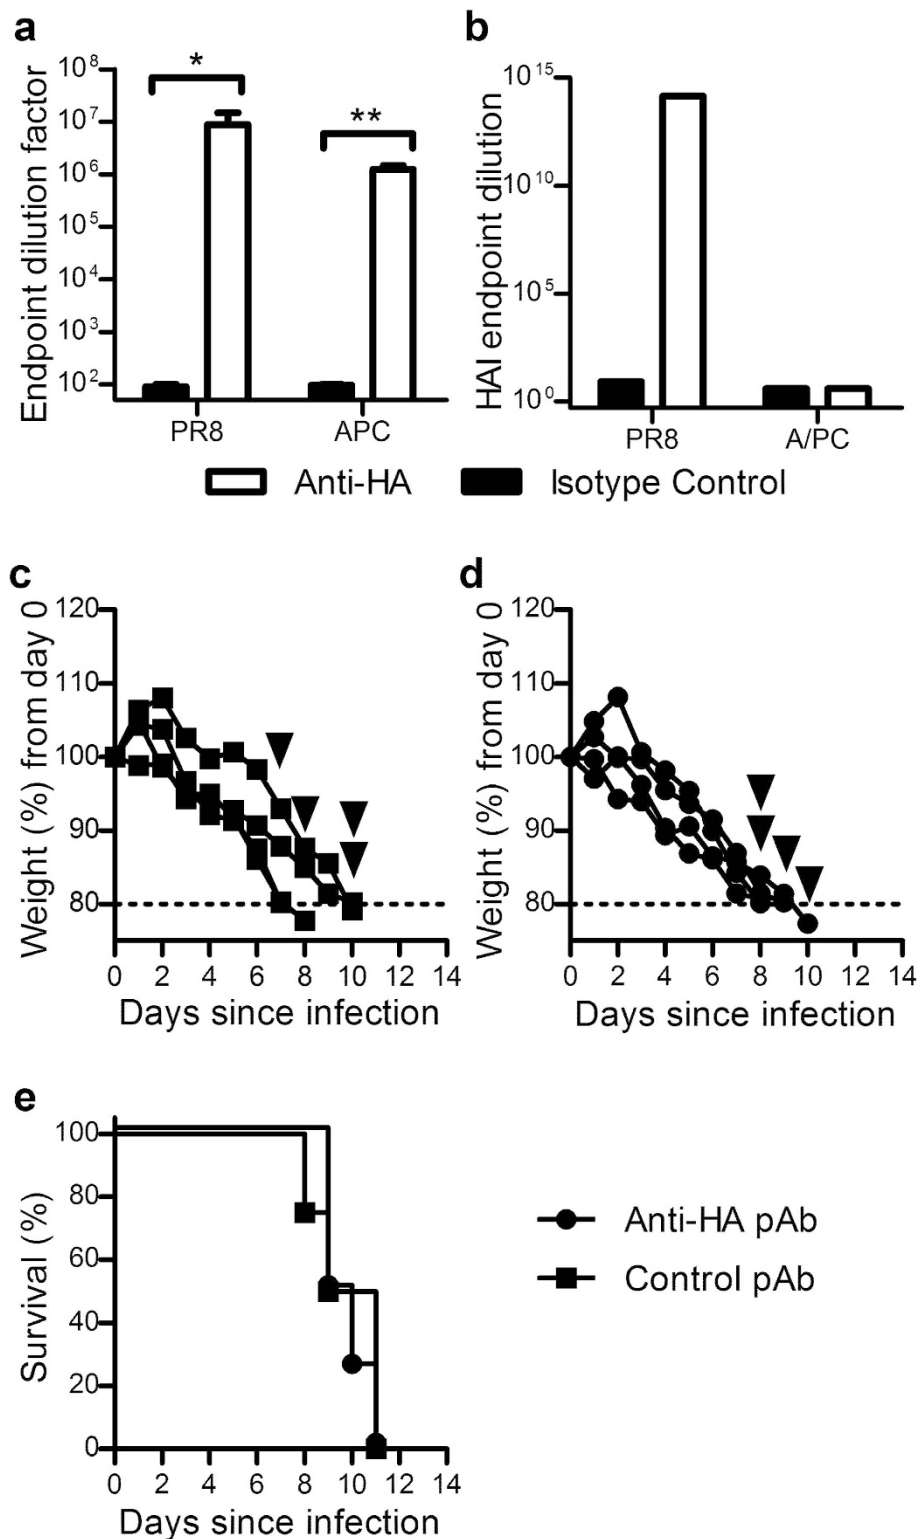 a
Endpoint dilution factor
10^8
10^7
10^6
10^5
10^4
10^3
10^2
*
**
PR8 APC
b
HAI endpoint dilution
10^15
10^10
10^5
10^0
PR8 A/PC
Anti-HA Isotype Control
c
Weight (%) from day 0
120
110
100
90
80
0 2 4 6 8 10 12 14
Days since infection
d
Weight (%) from day 0
120
110
100
90
80
0 2 4 6 8 10 12 14
Days since infection
e
Survival (%)
100
80
60
40
20
0
0 2 4 6 8 10 12 14
Days since infection
Anti-HA pAb
Control pAb